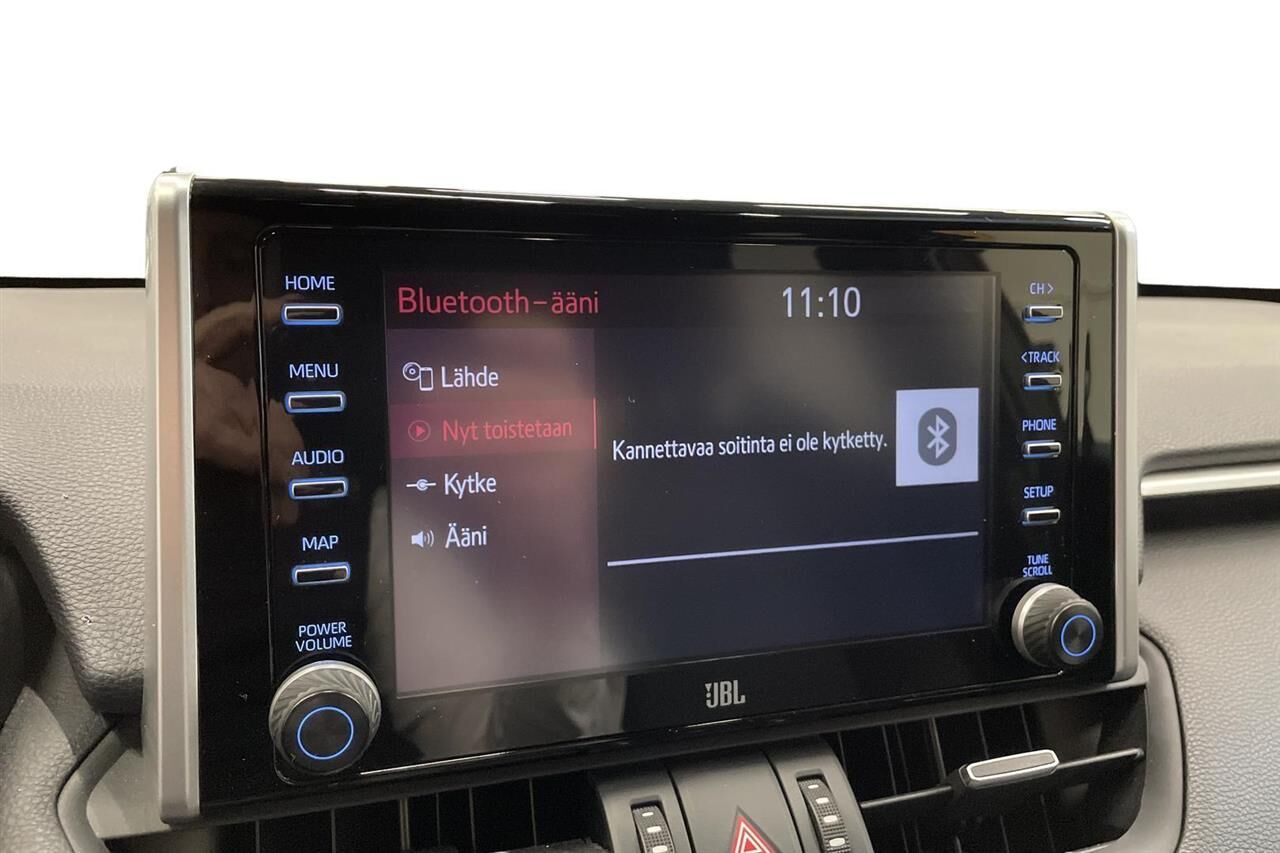 HOME
MENU
AUDIO
MAP
POWER
VOLUME
Bluetooth-ääni
11:10
Lähde
Nyt toistetaan
Kytke
Ääni
Kannettavaa soitinta ei ole kytketty.
CH >
< TRACK
PHONE
SETUP
TUNE
SCROLL
JBL